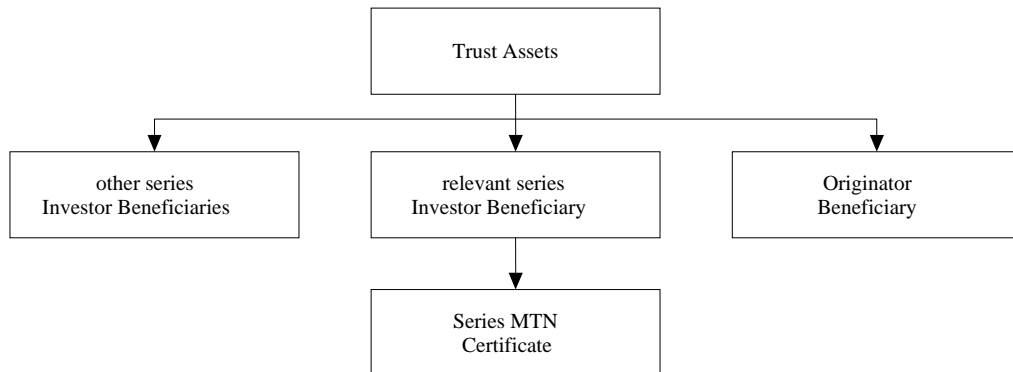 Trust Assets
other series
Investor Beneficiaries
relevant series
Investor Beneficiary
Originator
Beneficiary
Series MTN
Certificate